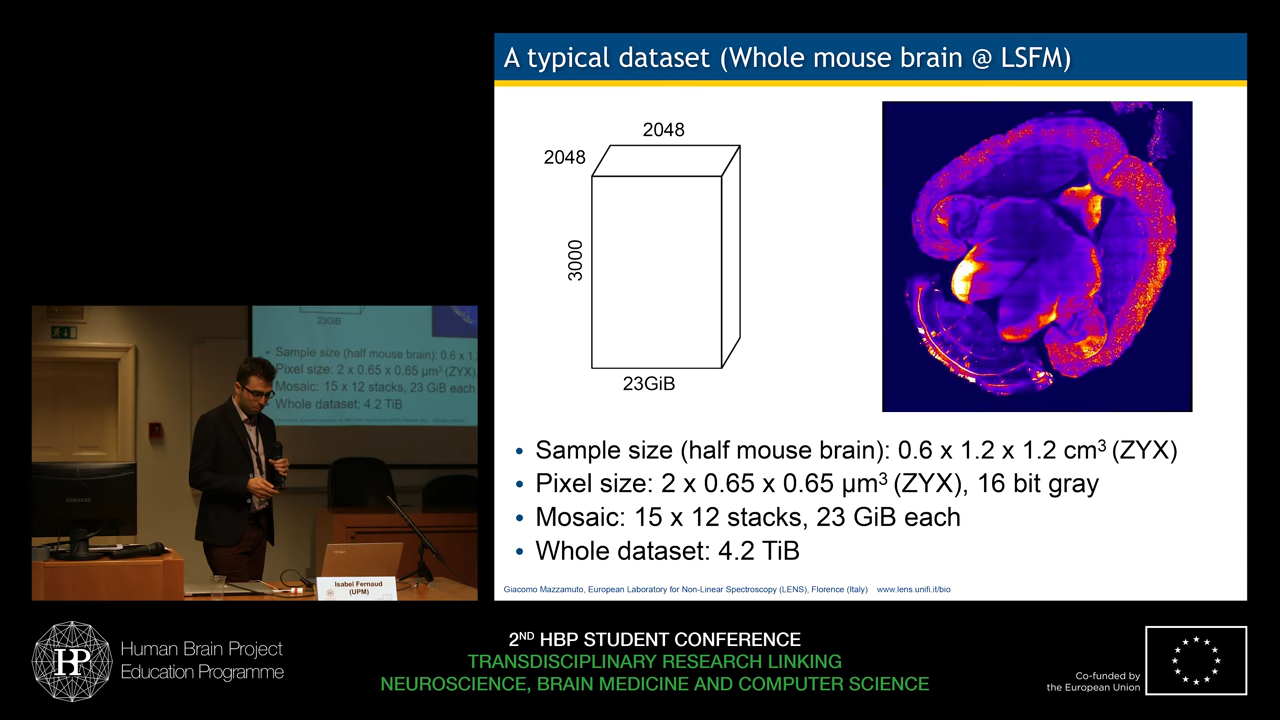 A typical dataset (Whole mouse brain @ LSFM)
2048
2048
3000
23GiB
• Sample size (half mouse brain): 0.6 x 1.2 x 1.2 cm³ (ZYX)
• Pixel size: 2 x 0.65 x 0.65 µm³ (ZYX), 16 bit gray
• Mosaic: 15 x 12 stacks, 23 GiB each
• Whole dataset: 4.2 TiB
Giacomo Mazzamuto, European Laboratory for Non-Linear Spectroscopy (LENS), Florence (Italy) www.lens.unifi.it/bio
23GiB
• Sample size (half mouse brain): 0.6 x 1.
Pixel size: 2 x 0.65 x 0.65 µm³ (ZYX)
Mosaic: 15 x 12 stacks, 23 GiB each
Whole dataset: 4.2 TiB
SAMSUNG
Isabel Fernaud
(UPM)
HBP
Human Brain Project
Education Programme
2ND HBP STUDENT CONFERENCE
TRANSDISCIPLINARY RESEARCH LINKING
NEUROSCIENCE, BRAIN MEDICINE AND COMPUTER SCIENCE
Co-funded by
the European Union